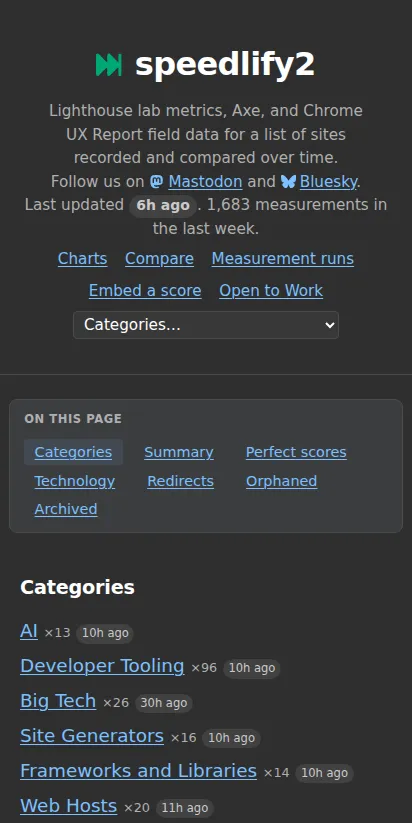 speedlify2
Lighthouse lab metrics, Axe, and Chrome
UX Report field data for a list of sites
recorded and compared over time.
Follow us on Mastodon and Bluesky.
Last updated 6h ago. 1,683 measurements in
the last week.
Charts Compare Measurement runs
Embed a score Open to Work
Categories...
ON THIS PAGE
Categories Summary Perfect scores
Technology Redirects Orphaned
Archived
Categories
AI ×13 10h ago
Developer Tooling ×96 10h ago
Big Tech ×26 30h ago
Site Generators ×16 10h ago
Frameworks and Libraries ×14 10h ago
Web Hosts ×20 11h ago